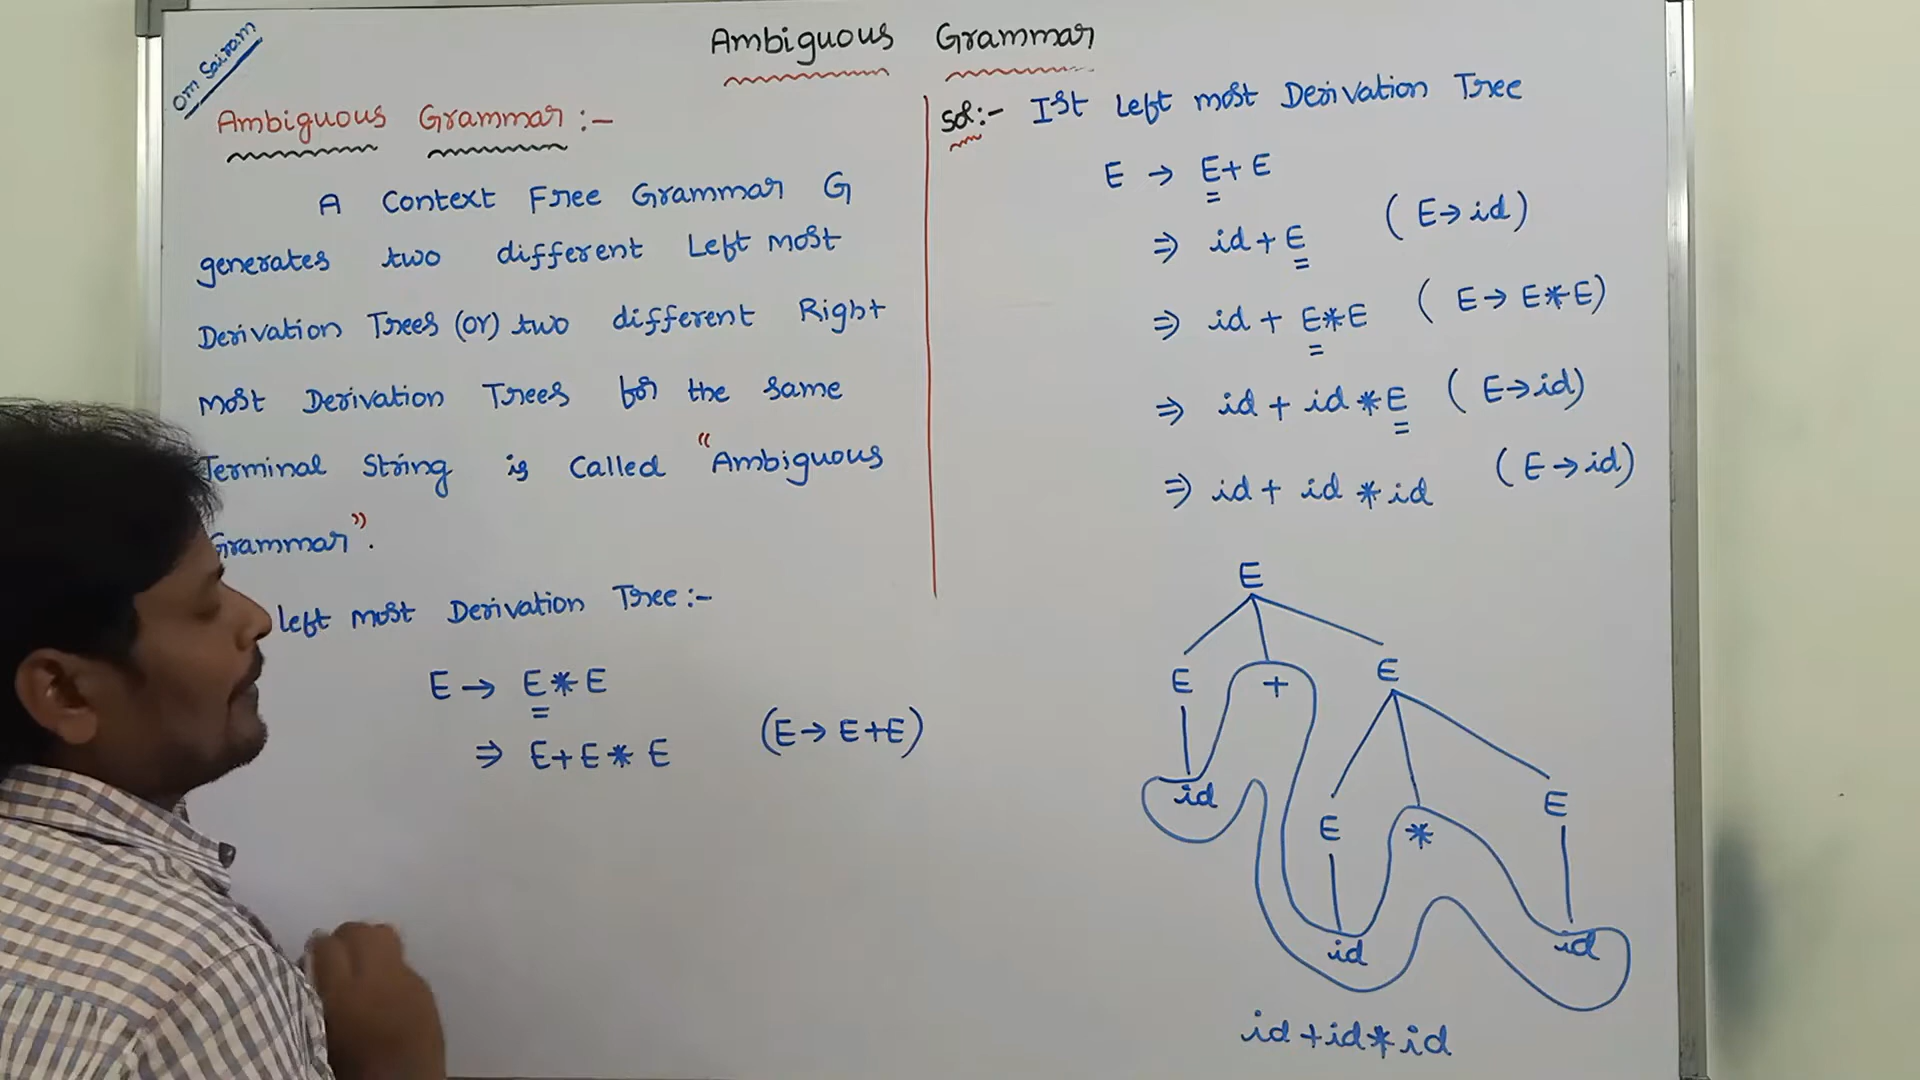 Om Sairam
Ambiguous Grammar
Ambiguous Grammar :-
A Context Free Grammar G
generates two different Left most
Derivation Trees (or) two different Right
most Derivation Trees for the same
Terminal String is Called "Ambiguous
Grammar".
left most Derivation Tree :-
E → E * E
⇒ E + E * E (E → E + E)
Sol :- Ist Left most Derivation Tree
E → E + E
⇒ id + E (E → id)
⇒ id + E * E (E → E * E)
⇒ id + id * E (E → id)
⇒ id + id * id (E → id)
E
E + E
id E * E
id id
id + id * id